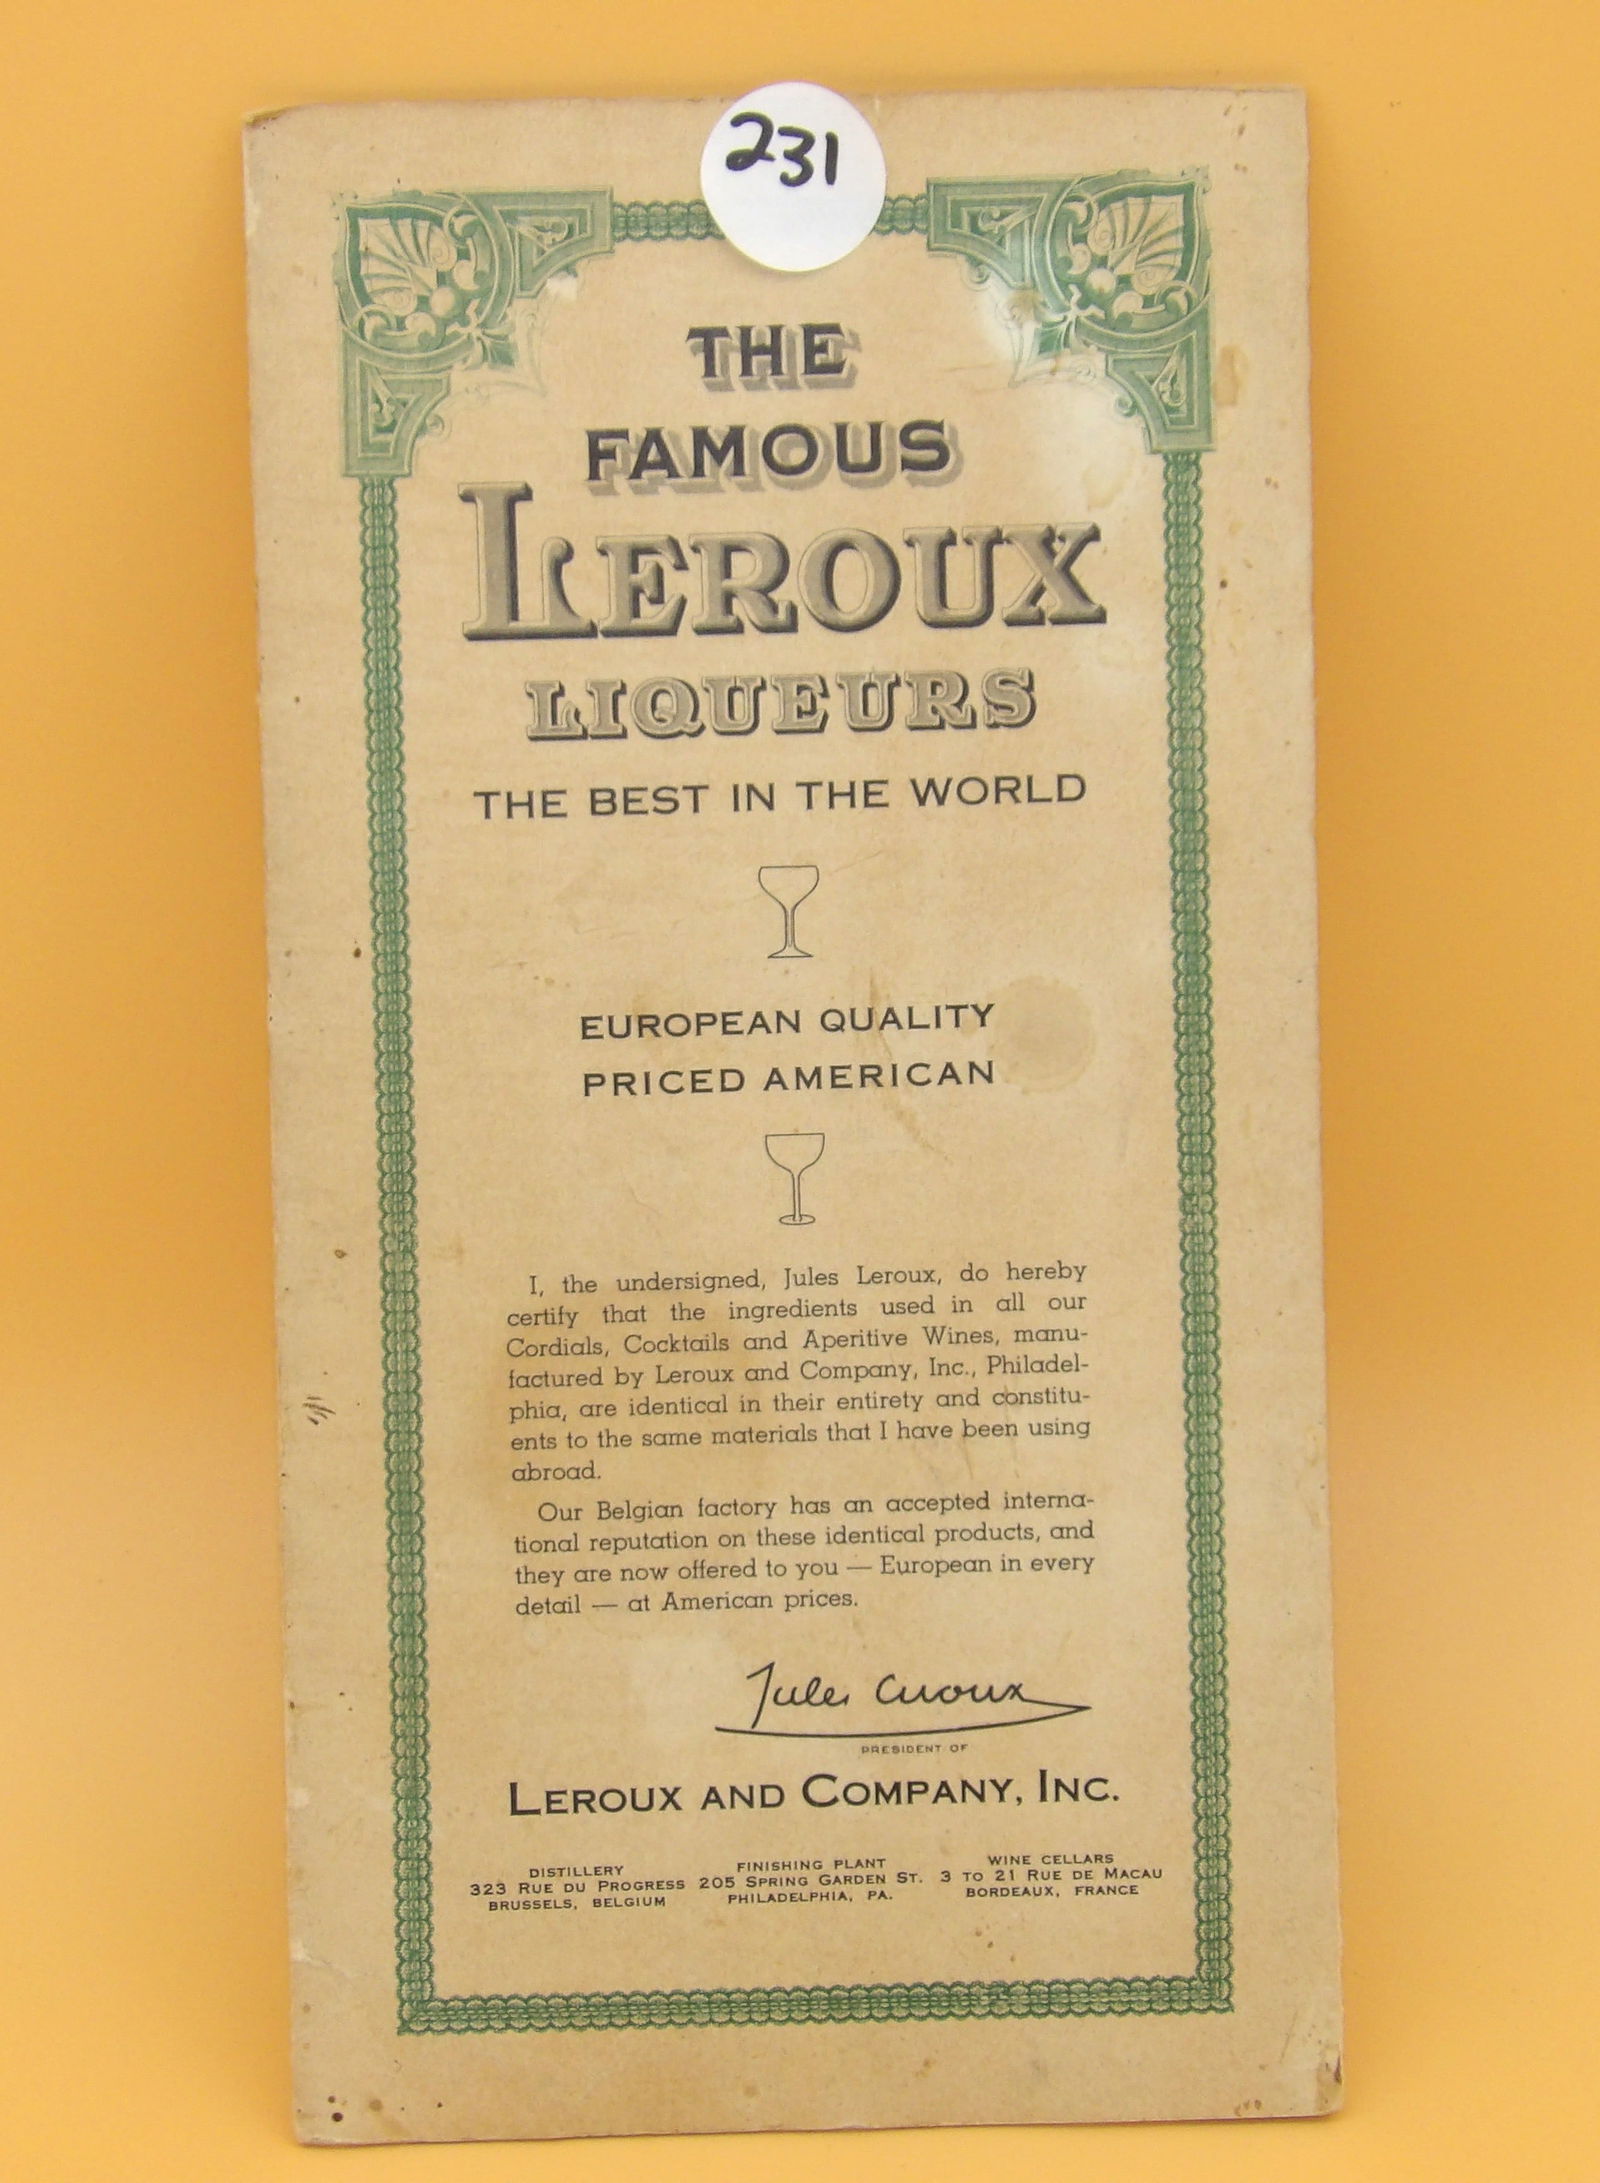 231
THE
FAMOUS
LEROUX
LIQUEURS
THE BEST IN THE WORLD
EUROPEAN QUALITY
PRICED AMERICAN
I, the undersigned, Jules Leroux, do hereby
certify that the ingredients used in all our
Cordials, Cocktails and Aperitive Wines, manu-
factured by Leroux and Company, Inc., Philadel-
phia, are identical in their entirety and constitu-
ents to the same materials that I have been using
abroad.
Our Belgian factory has an accepted interna-
tional reputation on these identical products, and
they are now offered to you — European in every
detail — at American prices.
Jules Leroux
PRESIDENT OF
LEROUX AND COMPANY, INC.
DISTILLERY
323 RUE DU PROGRESS
BRUSSELS, BELGIUM
FINISHING PLANT
205 SPRING GARDEN ST.
PHILADELPHIA, PA.
WINE CELLARS
3 TO 21 RUE DE MACAU
BORDEAUX, FRANCE